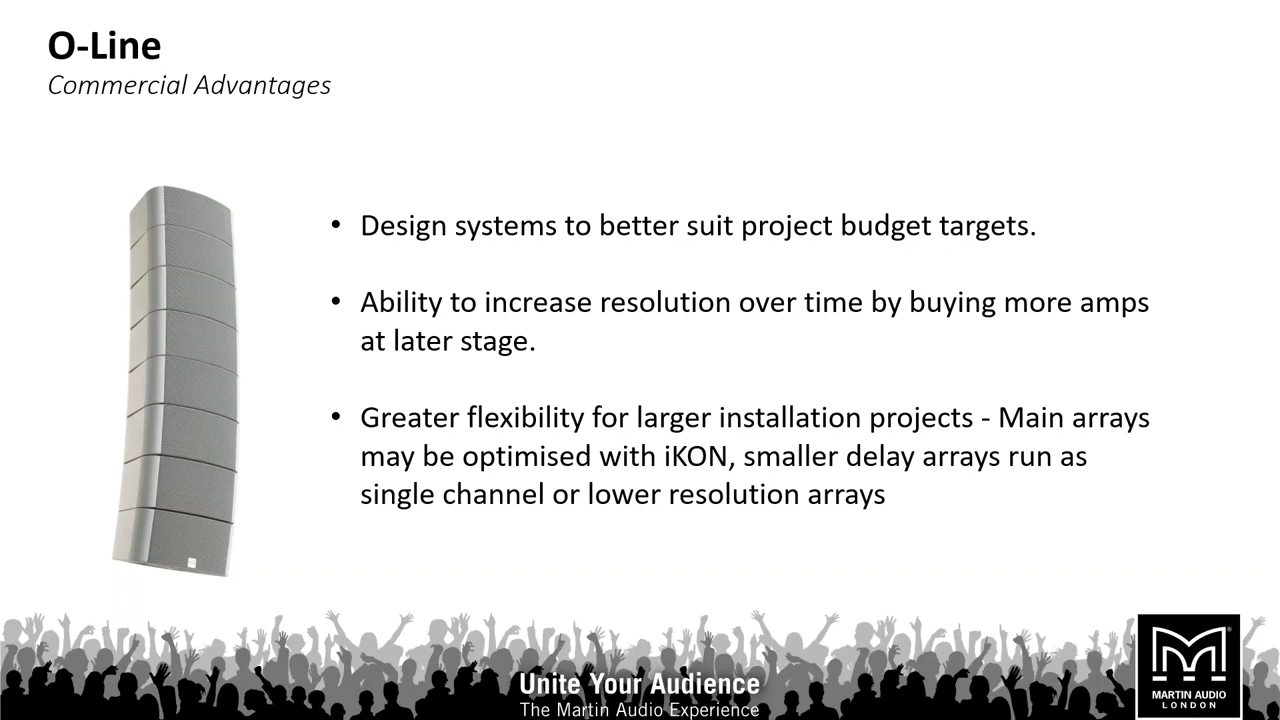 O-Line
Commercial Advantages
• Design systems to better suit project budget targets.
• Ability to increase resolution over time by buying more amps
at later stage.
• Greater flexibility for larger installation projects - Main arrays
may be optimised with iKON, smaller delay arrays run as
single channel or lower resolution arrays
Unite Your Audience
The Martin Audio Experience
®
MARTIN AUDIO
LONDON